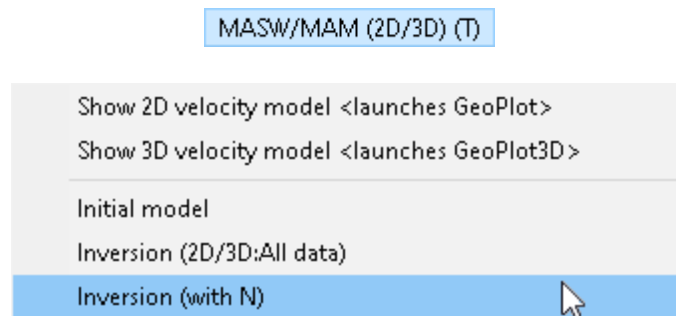 MASW/MAM (2D/3D) (T)
Show 2D velocity model <launches GeoPlot>
Show 3D velocity model <launches GeoPlot3D>
Initial model
Inversion (2D/3D:All data)
Inversion (with N)